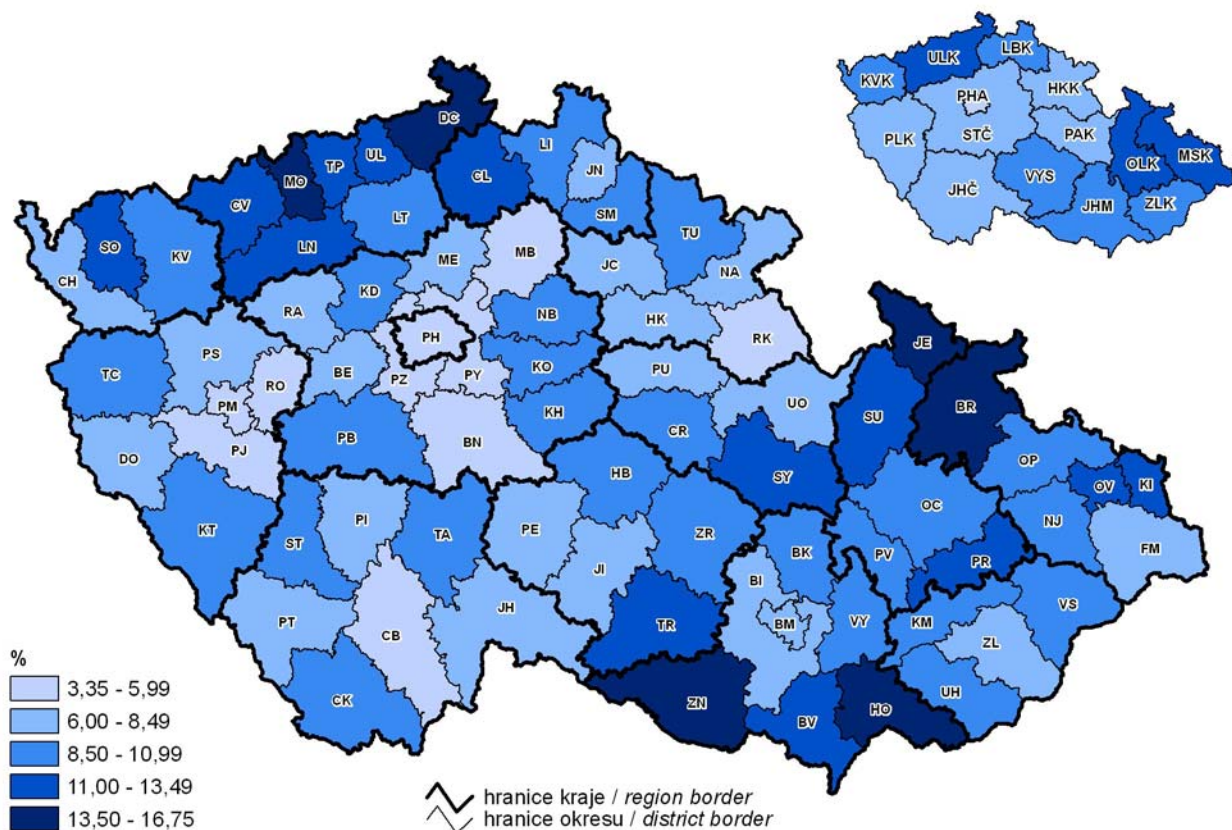 ULK
LBK
KVK
HKK
PHA
STČ
PLK
PAK
JHČ
VYS
OLK
MSK
JHM
ZLK
DC
UL
TP
MO
CL
LI
JN
CV
LT
SM
SO
KV
LN
MB
TU
CH
ME
JC
NA
RA
KD
NB
HK
PH
RK
JE
PS
TC
RO
BE
PZ
PY
KO
PU
PM
UO
SU
BR
KH
DO
PJ
PB
BN
CR
OP
SY
HB
OV
KI
OC
NJ
KT
ST
PI
TA
PE
ZR
BK
PV
PR
FM
JI
BI
VS
PT
CB
JH
TR
BM
VY
KM
ZL
CK
ZN
BV
HO
UH
%
3,35 - 5,99
6,00 - 8,49
8,50 - 10,99
11,00 - 13,49
13,50 - 16,75
hranice kraje / region border
hranice okresu / district border